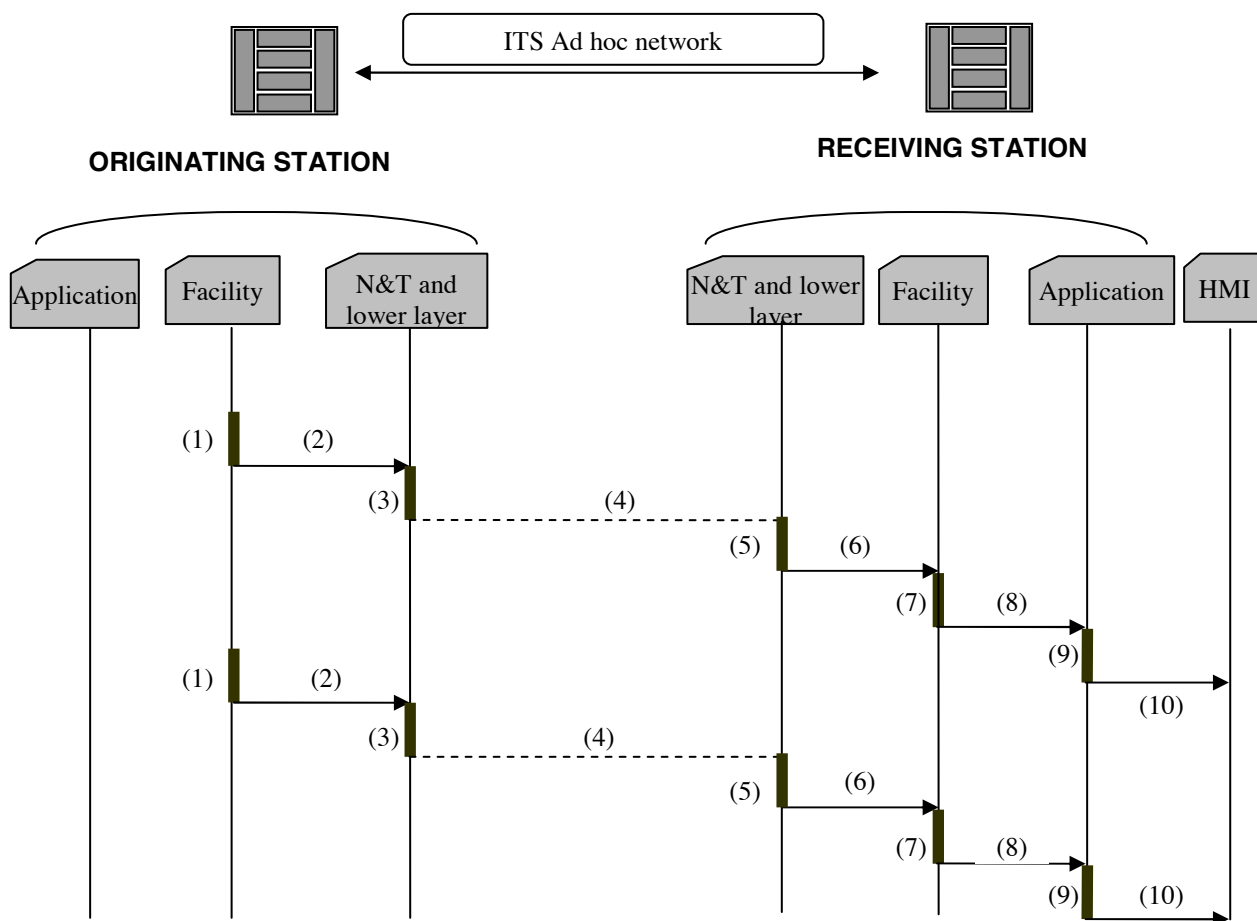 ITS Ad hoc network
ORIGINATING STATION
RECEIVING STATION
Application
Facility
N&T and
lower layer
N&T and lower
layer
Facility
Application
HMI
(1)
(2)
(3)
(4)
(5)
(6)
(7)
(8)
(9)
(10)
(1)
(2)
(3)
(4)
(5)
(6)
(7)
(8)
(9)
(10)